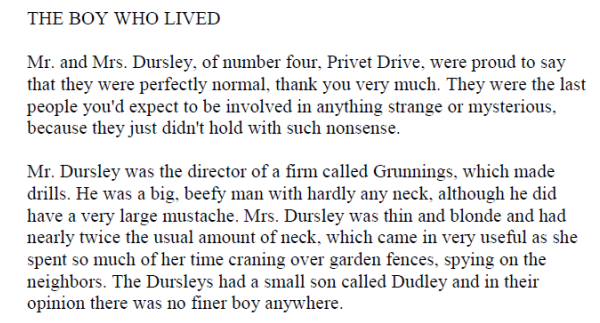 THE BOY WHO LIVED
Mr. and Mrs. Dursley, of number four, Privet Drive, were proud to say
that they were perfectly normal, thank you very much. They were the last
people you'd expect to be involved in anything strange or mysterious,
because they just didn't hold with such nonsense.
Mr. Dursley was the director of a firm called Grunnings, which made
drills. He was a big, beefy man with hardly any neck, although he did
have a very large mustache. Mrs. Dursley was thin and blonde and had
nearly twice the usual amount of neck, which came in very useful as she
spent so much of her time craning over garden fences, spying on the
neighbors. The Dursleys had a small son called Dudley and in their
opinion there was no finer boy anywhere.